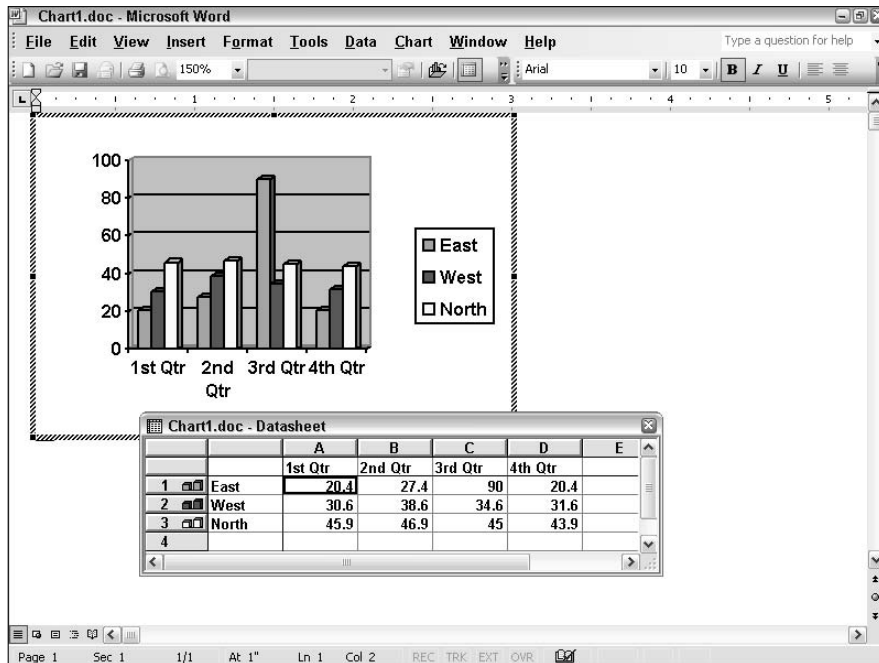 Chart1.doc - Microsoft Word
File Edit View Insert Format Tools Data Chart Window Help Type a question for help
150% Arial 10 B I U
1 2 3 4 5
100
80
60
40
20
0
1st Qtr 2nd Qtr 3rd Qtr 4th Qtr
East
West
North
Chart1.doc - Datasheet
A B C D E
1st Qtr 2nd Qtr 3rd Qtr 4th Qtr
1 East 20.4 27.4 90 20.4
2 West 30.6 38.6 34.6 31.6
3 North 45.9 46.9 45 43.9
4
Page 1 Sec 1 1/1 At 1" Ln 1 Col 2 REC TRK EXT OVR